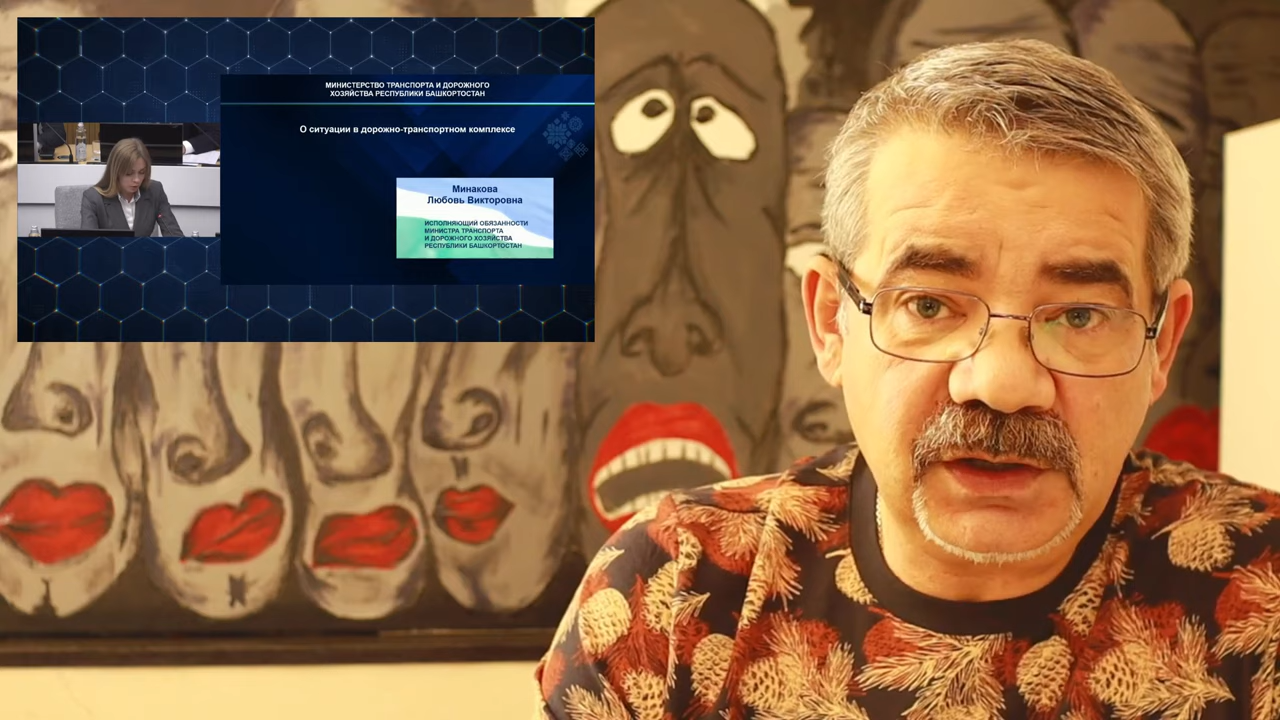 МИНИСТЕРСТВО ТРАНСПОРТА И ДОРОЖНОГО
ХОЗЯЙСТВА РЕСПУБЛИКИ БАШКОРТОСТАН
О ситуации в дорожно-транспортном комплексе
Минакова
Любовь Викторовна
ИСПОЛНЯЮЩИЙ ОБЯЗАННОСТИ
МИНИСТРА ТРАНСПОРТА
И ДОРОЖНОГО ХОЗЯЙСТВА
РЕСПУБЛИКИ БАШКОРТОСТАН